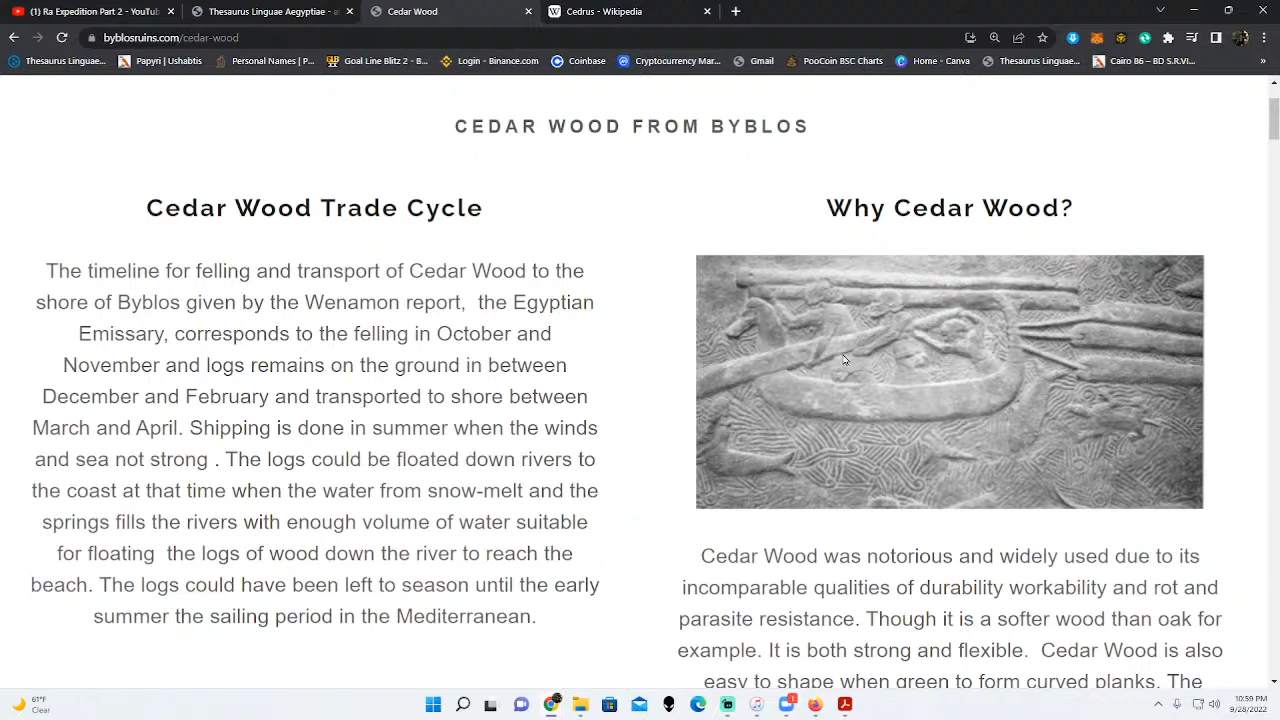 (1) Ra Expedition Part 2 - YouTub
Thesaurus Linguae Aegyptiae - a
Cedar Wood
Cedrus - Wikipedia
byblosruins.com/cedar-wood
Thesaurus Linguae...
Papyri | Ushabtis
Personal Names | P...
Goal Line Blitz 2 - B...
Login - Binance.com
Coinbase
Cryptocurrency Mar...
Gmail
PooCoin BSC Charts
Home - Cava
Thesaurus Linguae...
Cairo 86 – BD S.R.VI...
CEDAR WOOD FROM BYBLOS
Cedar Wood Trade Cycle
The timeline for felling and transport of Cedar Wood to the
shore of Byblos given by the Wenamon report, the Egyptian
Emissary, corresponds to the felling in October and
November and logs remains on the ground in between
December and February and transported to shore between
March and April. Shipping is done in summer when the winds
and sea not strong . The logs could be floated down rivers to
the coast at that time when the water from snow-melt and the
springs fills the rivers with enough volume of water suitable
for floating the logs of wood down the river to reach the
beach. The logs could have been left to season until the early
summer the sailing period in the Mediterranean.
Why Cedar Wood?
Cedar Wood was notorious and widely used due to its
incomparable qualities of durability workability and rot and
parasite resistance. Though it is a softer wood than oak for
example. It is both strong and flexible. Cedar Wood is also
easy to shape when green to form curved planks. The
61°F
Clear
10:59 PM
9/28/2022